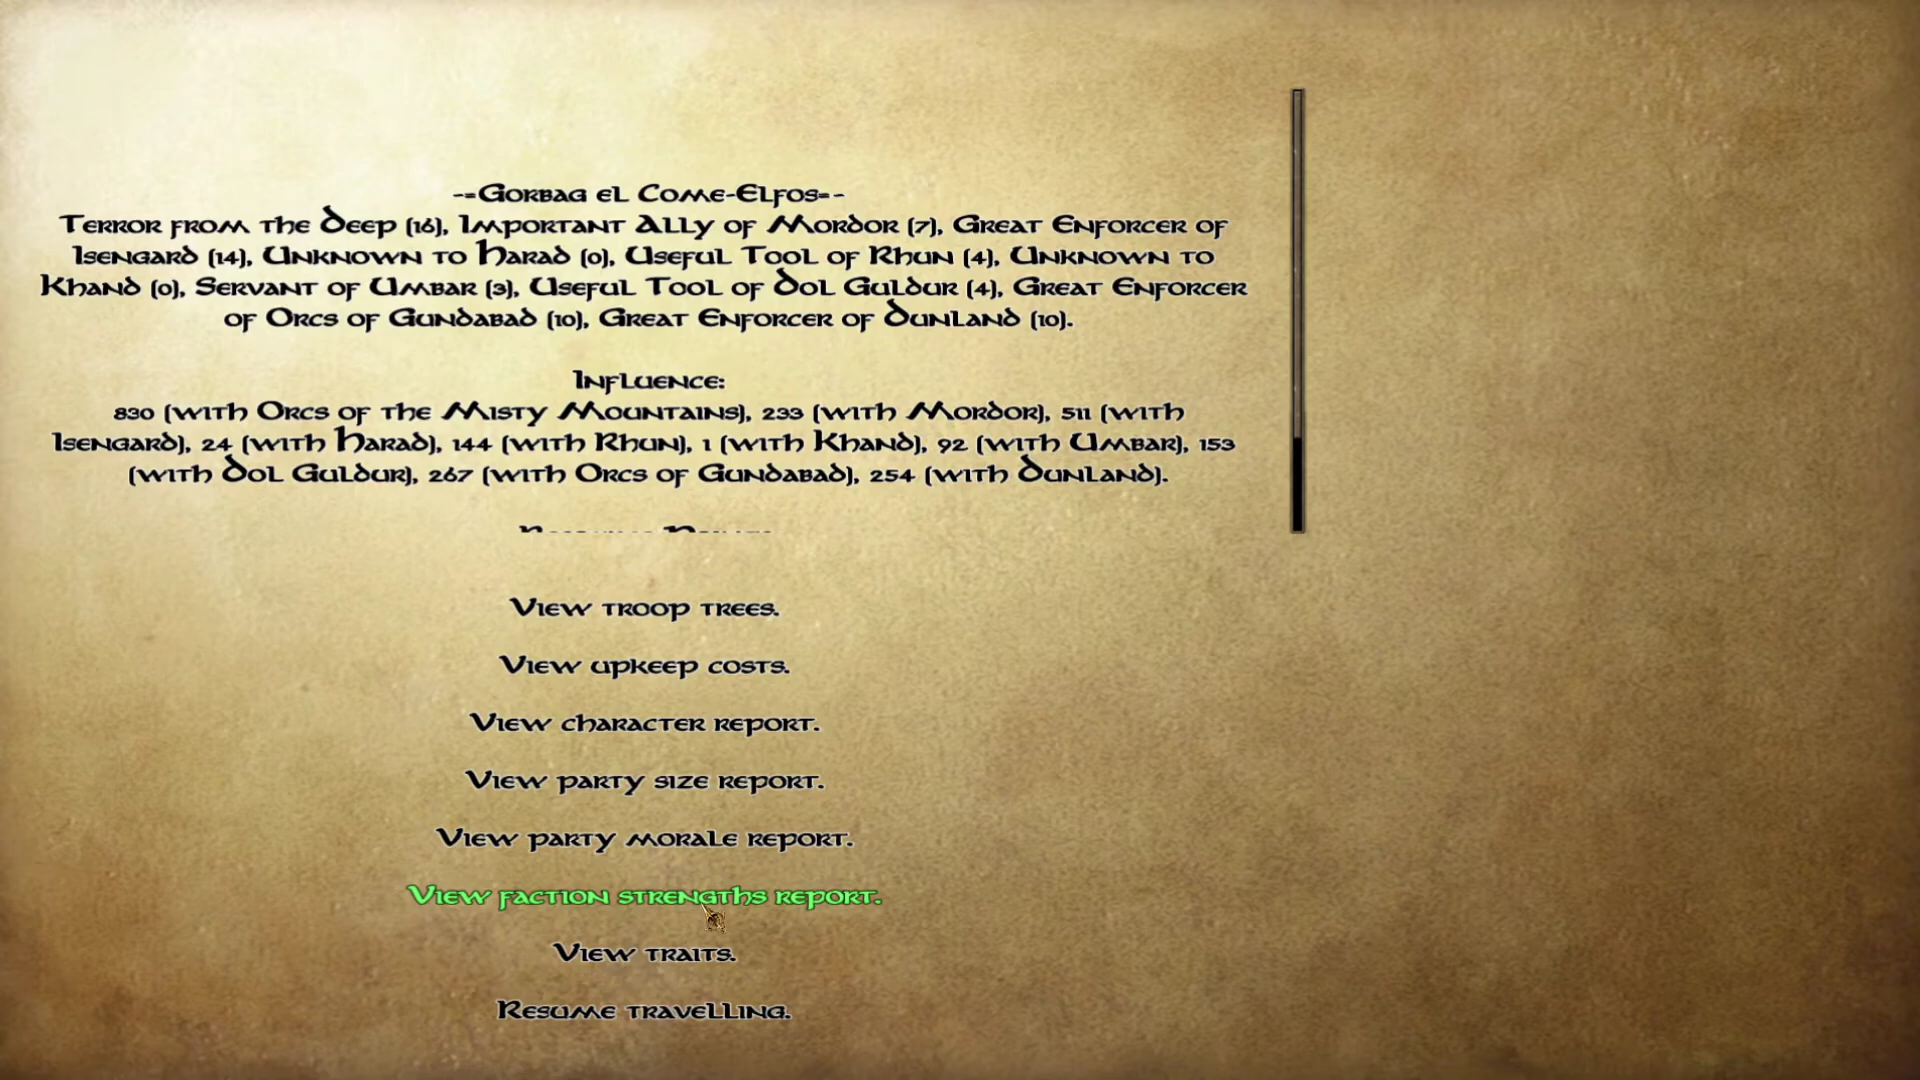 -=Gorbag el Come-Elfos=-
Terror from the Deep (16), Important Ally of Mordor (7), Great Enforcer of
Isengard (14), Unknown to Harad (0), Useful Tool of Rhun (4), Unknown to
Khand (0), Servant of Umbar (3), Useful Tool of Dol Guldur (4), Great Enforcer
of Orcs of Gundabad (10), Great Enforcer of Dunland (10).
Influence:
830 (with Orcs of the Misty Mountains), 233 (with Mordor), 511 (with
Isengard), 24 (with Harad), 144 (with Rhun), 1 (with Khand), 92 (with Umbar), 153
(with Dol Guldur), 267 (with Orcs of Gundabad), 254 (with Dunland).
View troop trees.
View upkeep costs.
View character report.
View party size report.
View party morale report.
View faction strengths report.
View traits.
Resume travelling.